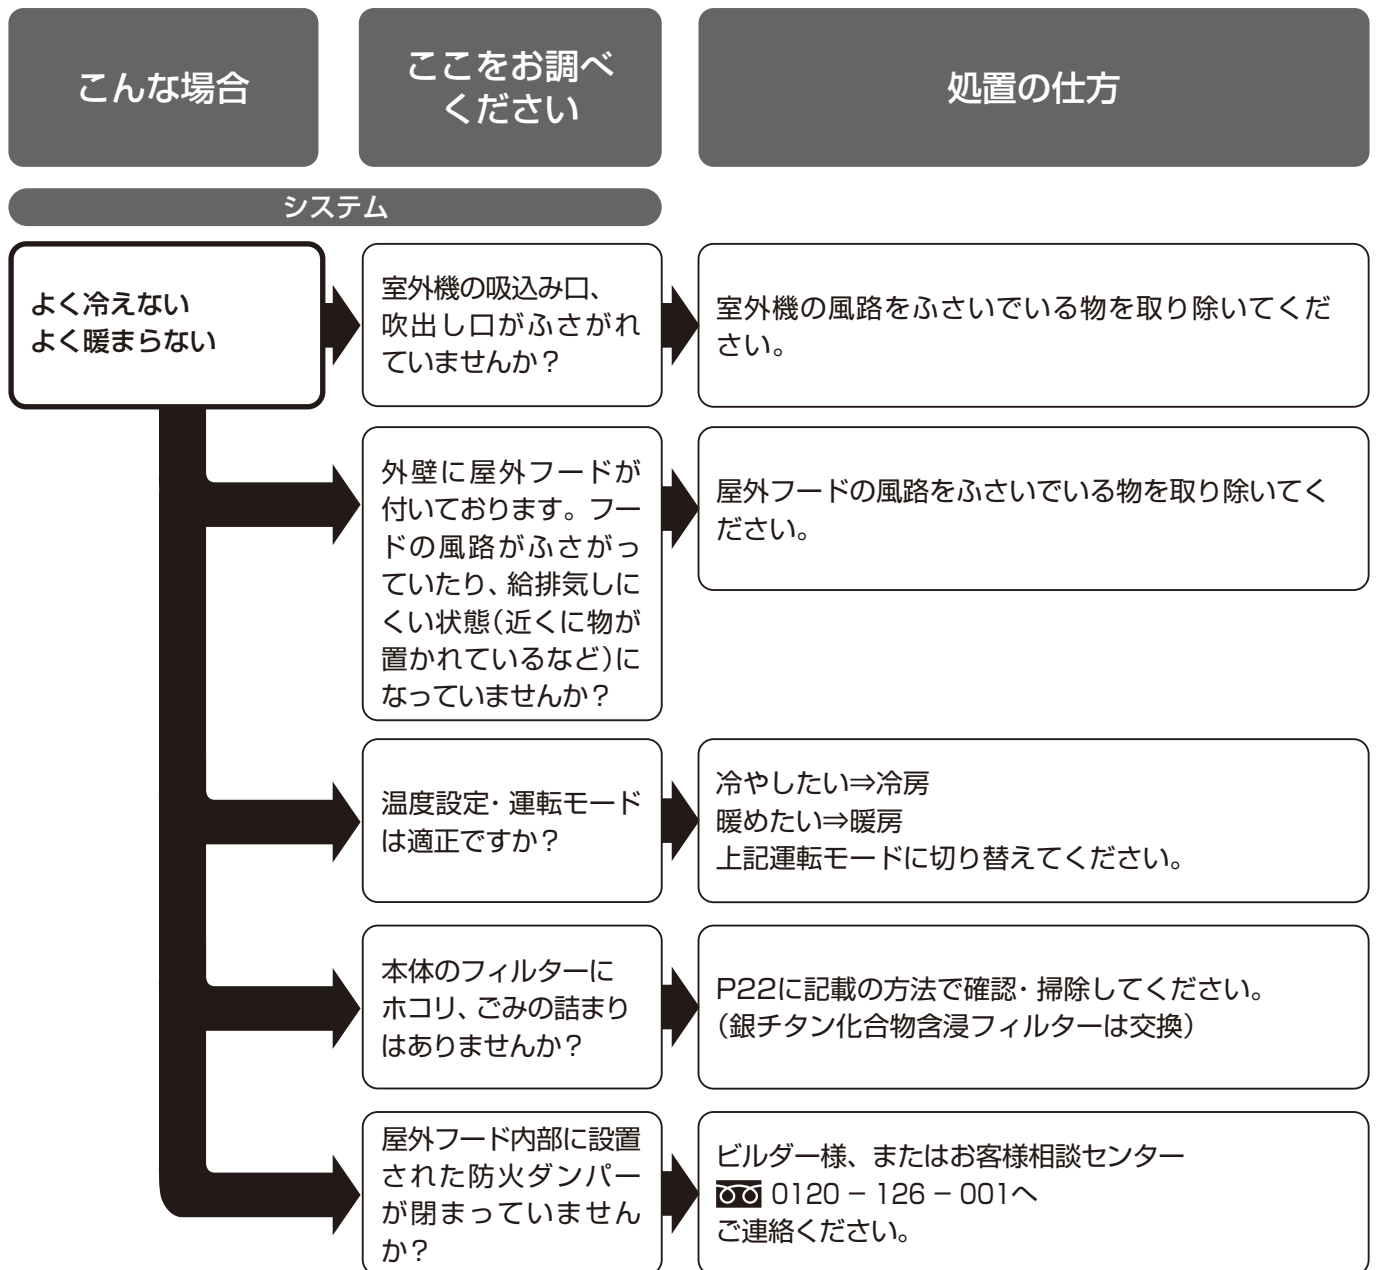 こんな場合
ここをお調べ
ください
処置の仕方
システム
よく冷えない
よく暖まらない
室外機の吸込み口、
吹出し口がふさがれ
ていませんか？
室外機の風路をふさいでいる物を取り除いてくだ
さい。
外壁に屋外フードが
付いております。フー
ドの風路がふさがっ
ていたり、給排気しに
くい状態（近くに物が
置かれているなど）に
なっていませんか？
屋外フードの風路をふさいでいる物を取り除いてく
ださい。
温度設定・運転モード
は適正ですか？
冷やしたい⇒冷房
暖めたい⇒暖房
上記運転モードに切り替えてください。
本体のフィルターに
ホコリ、ごみの詰まり
はありませんか？
P22に記載の方法で確認・掃除してください。
（銀チタン化合物含浸フィルターは交換）
屋外フード内部に設置
された防火ダンパー
が閉まっていません
か？
ビルダー様、またはお客様相談センター
0120 − 126 − 001へ
ご連絡ください。